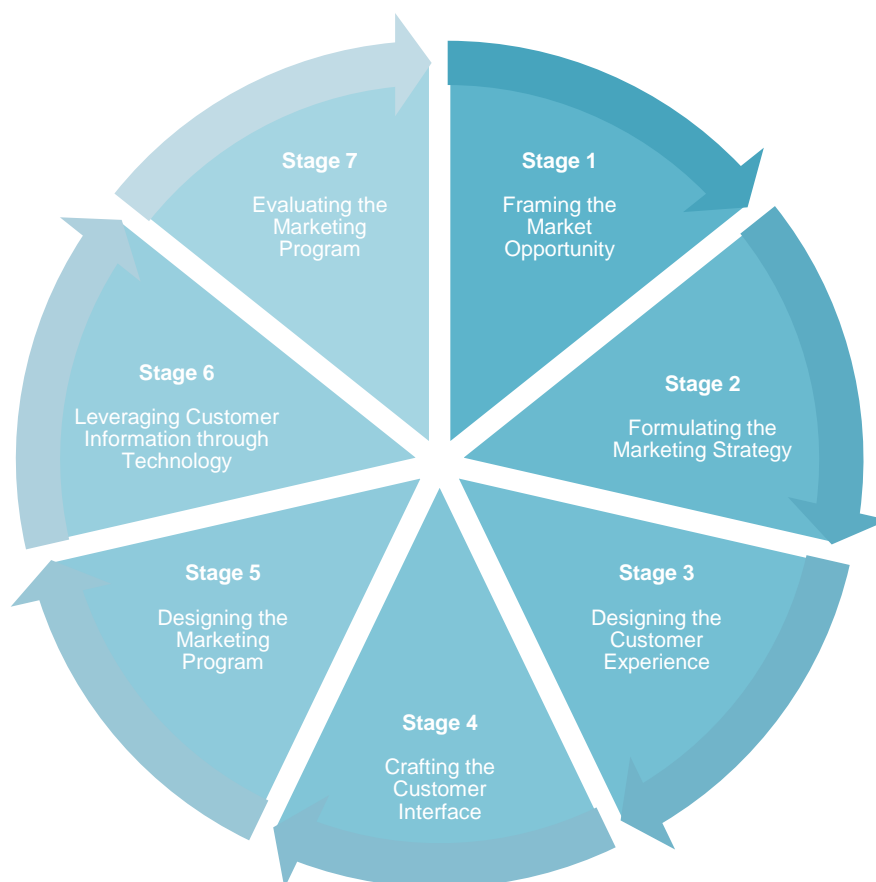 Stage 1
Framing the
Market
Opportunity
Stage 2
Formulating the
Marketing Strategy
Stage 3
Designing the
Customer
Experience
Stage 4
Crafting the
Customer
Interface
Stage 5
Designing the
Marketing
Program
Stage 6
Leveraging Customer
Information through
Technology
Stage 7
Evaluating the
Marketing
Program